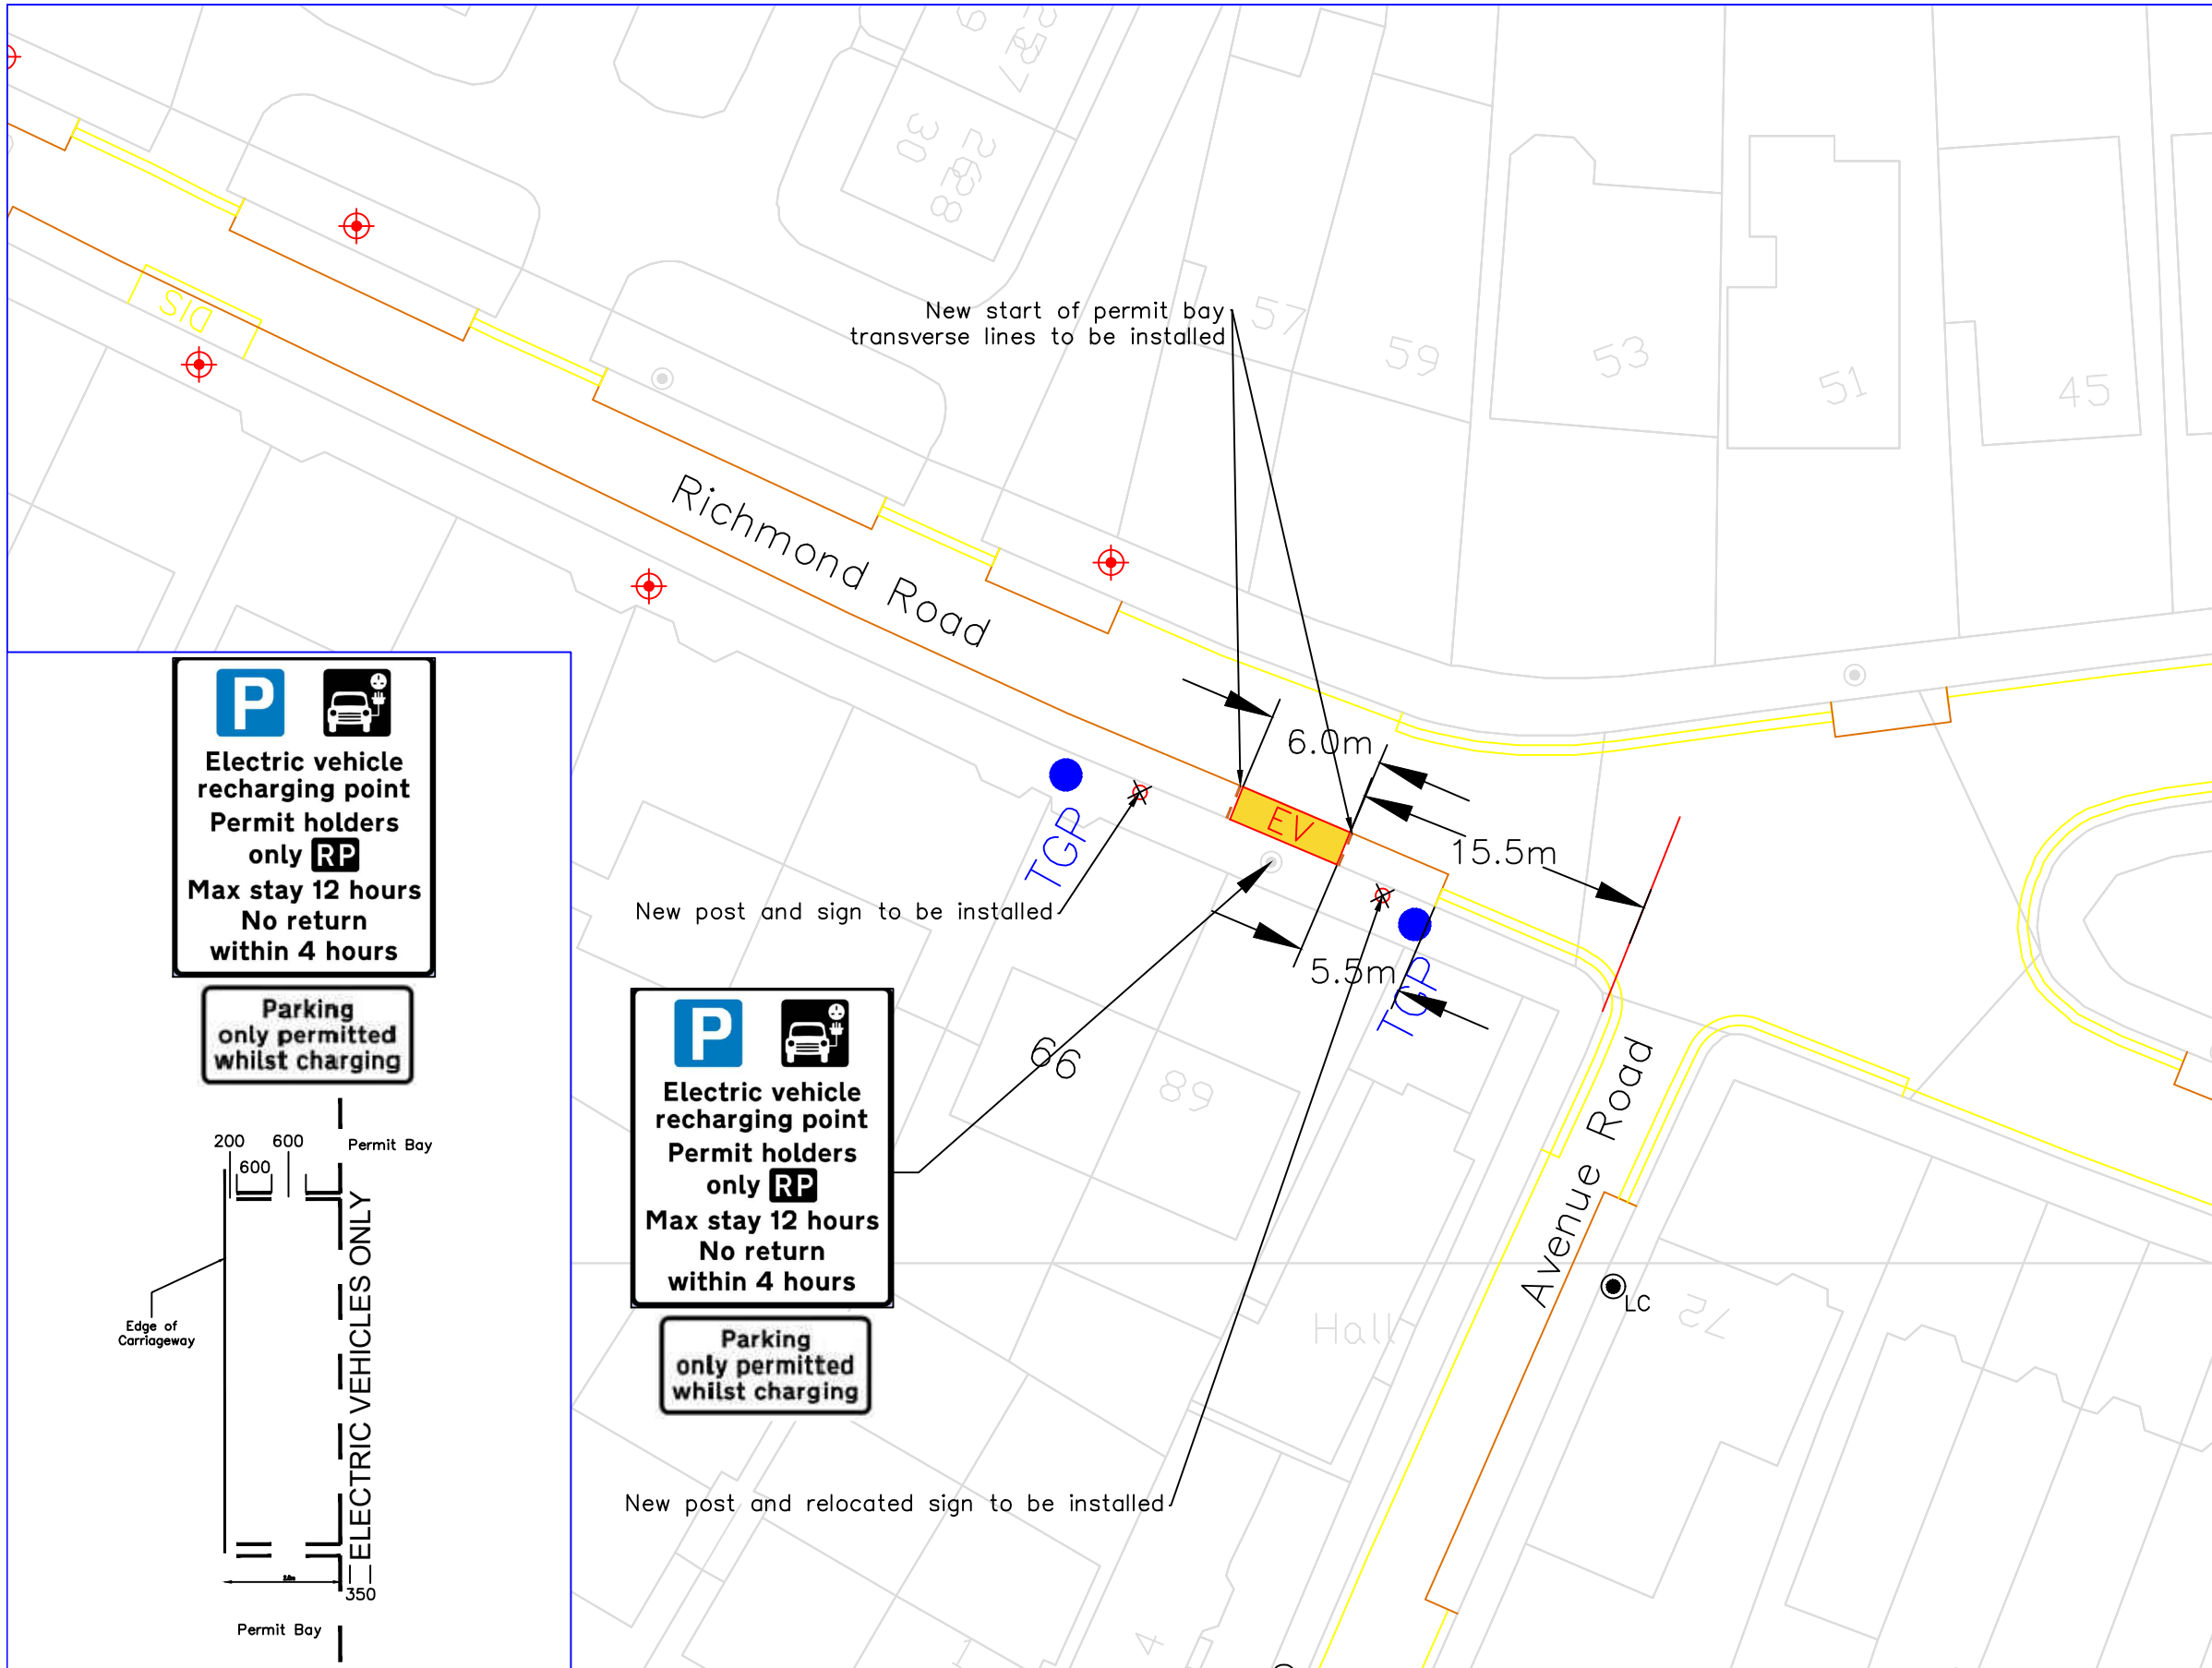 30
28
57
59
53
51
45
DIS
New start of permit bay
transverse lines to be installed
Richmond Road
6.0m
EV
15.5m
TGP
New post and sign to be installed
5.5m
TGP
66
89
Avenue Road
LC
72
Hall
4
New post and relocated sign to be installed
P
Electric vehicle
recharging point
Permit holders
only RP
Max stay 12 hours
No return
within 4 hours
Parking
only permitted
whilst charging
P
Electric vehicle
recharging point
Permit holders
only RP
Max stay 12 hours
No return
within 4 hours
Parking
only permitted
whilst charging
200
600
600
Permit Bay
ELECTRIC VEHICLES ONLY
Edge of
Carriageway
350
Permit Bay